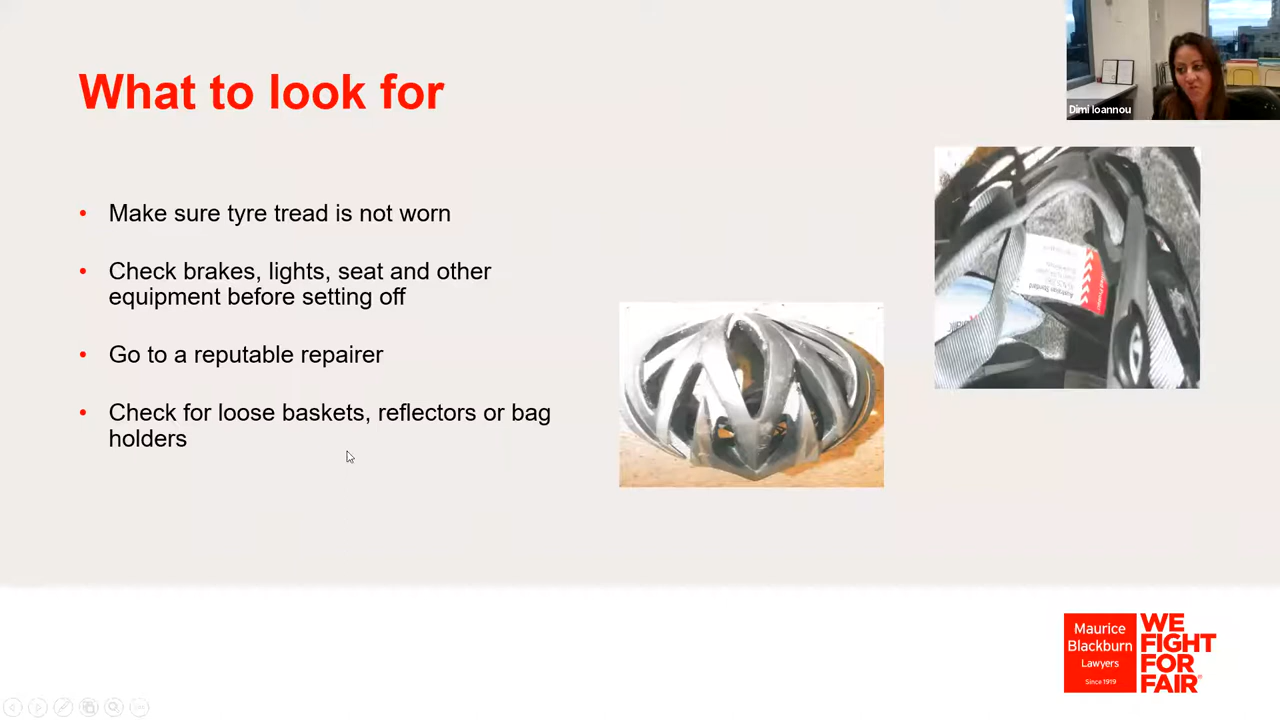 What to look for
Dimi Ioannou
• Make sure tyre tread is not worn
• Check brakes, lights, seat and other
equipment before setting off
• Go to a reputable repairer
• Check for loose baskets, reflectors or bag
holders
Australian Standard
Maurice
Blackburn
Lawyers
Since 1919
WE
FIGHT
FOR
FAIR